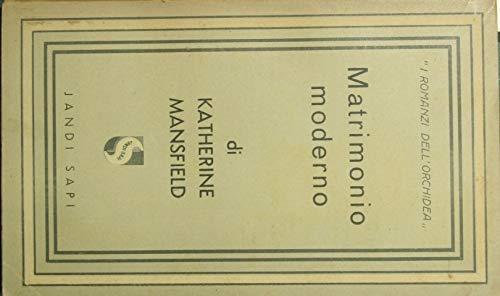 "I ROMANZI DELL'ORCHIDEA"
Matrimonio
moderno
di
KATHERINE
MANSFIELD
JANDI SAPI